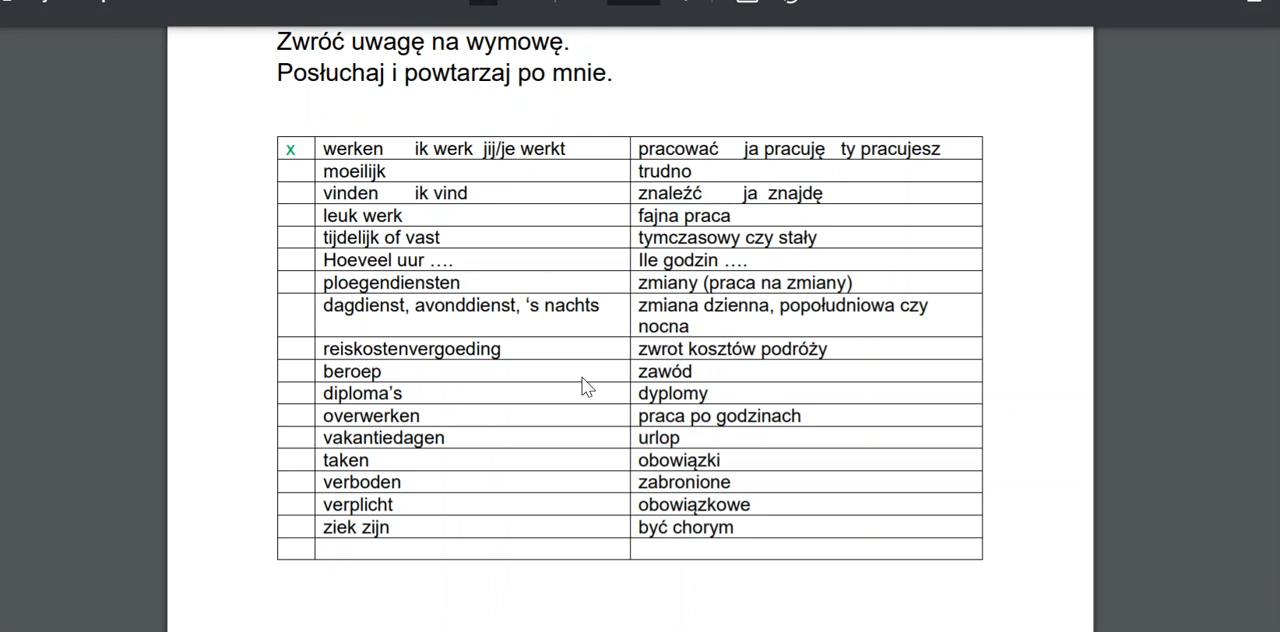 Zwróć uwagę na wymowę.
Posłuchaj i powtarzaj po mnie.
x werken ik werk jij/je werkt pracować ja pracuję ty pracujesz
moeilijk trudno
vinden ik vind znaleźć ja znajdę
leuk werk fajna praca
tijdelijk of vast tymczasowy czy stały
Hoeveel uur …. Ile godzin ….
ploegendiensten zmiany (praca na zmiany)
dagdienst, avonddienst, ‘s nachts zmiana dzienna, popołudniowa czy
nocna
reiskostenvergoeding zwrot kosztów podróży
beroep zawód
diploma’s dyplomy
overwerken praca po godzinach
vakantiedagen urlop
taken obowiązki
verboden zabronione
verplicht obowiązkowe
ziek zijn być chorym